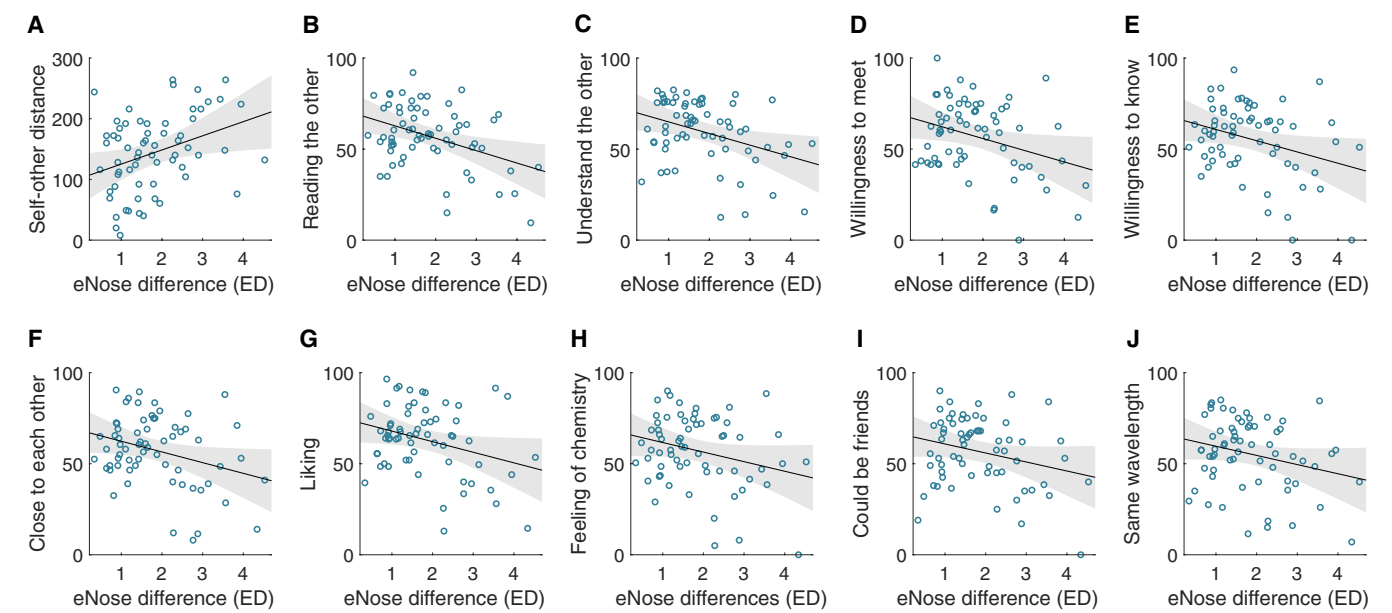 A
B
C
D
E
Self-other distance
300
200
100
0
1 2 3 4
eNose difference (ED)
Reading the other
100
50
0
1 2 3 4
eNose difference (ED)
Understand the other
100
50
0
1 2 3 4
eNose difference (ED)
Willingness to meet
100
50
0
1 2 3 4
eNose difference (ED)
Willingness to know
100
50
0
1 2 3 4
eNose difference (ED)
F
G
H
I
J
Close to each other
100
50
0
1 2 3 4
eNose difference (ED)
Liking
100
50
0
1 2 3 4
eNose difference (ED)
Feeling of chemistry
100
50
0
1 2 3 4
eNose differences (ED)
Could be friends
100
50
0
1 2 3 4
eNose difference (ED)
Same wavelength
100
50
0
1 2 3 4
eNose difference (ED)